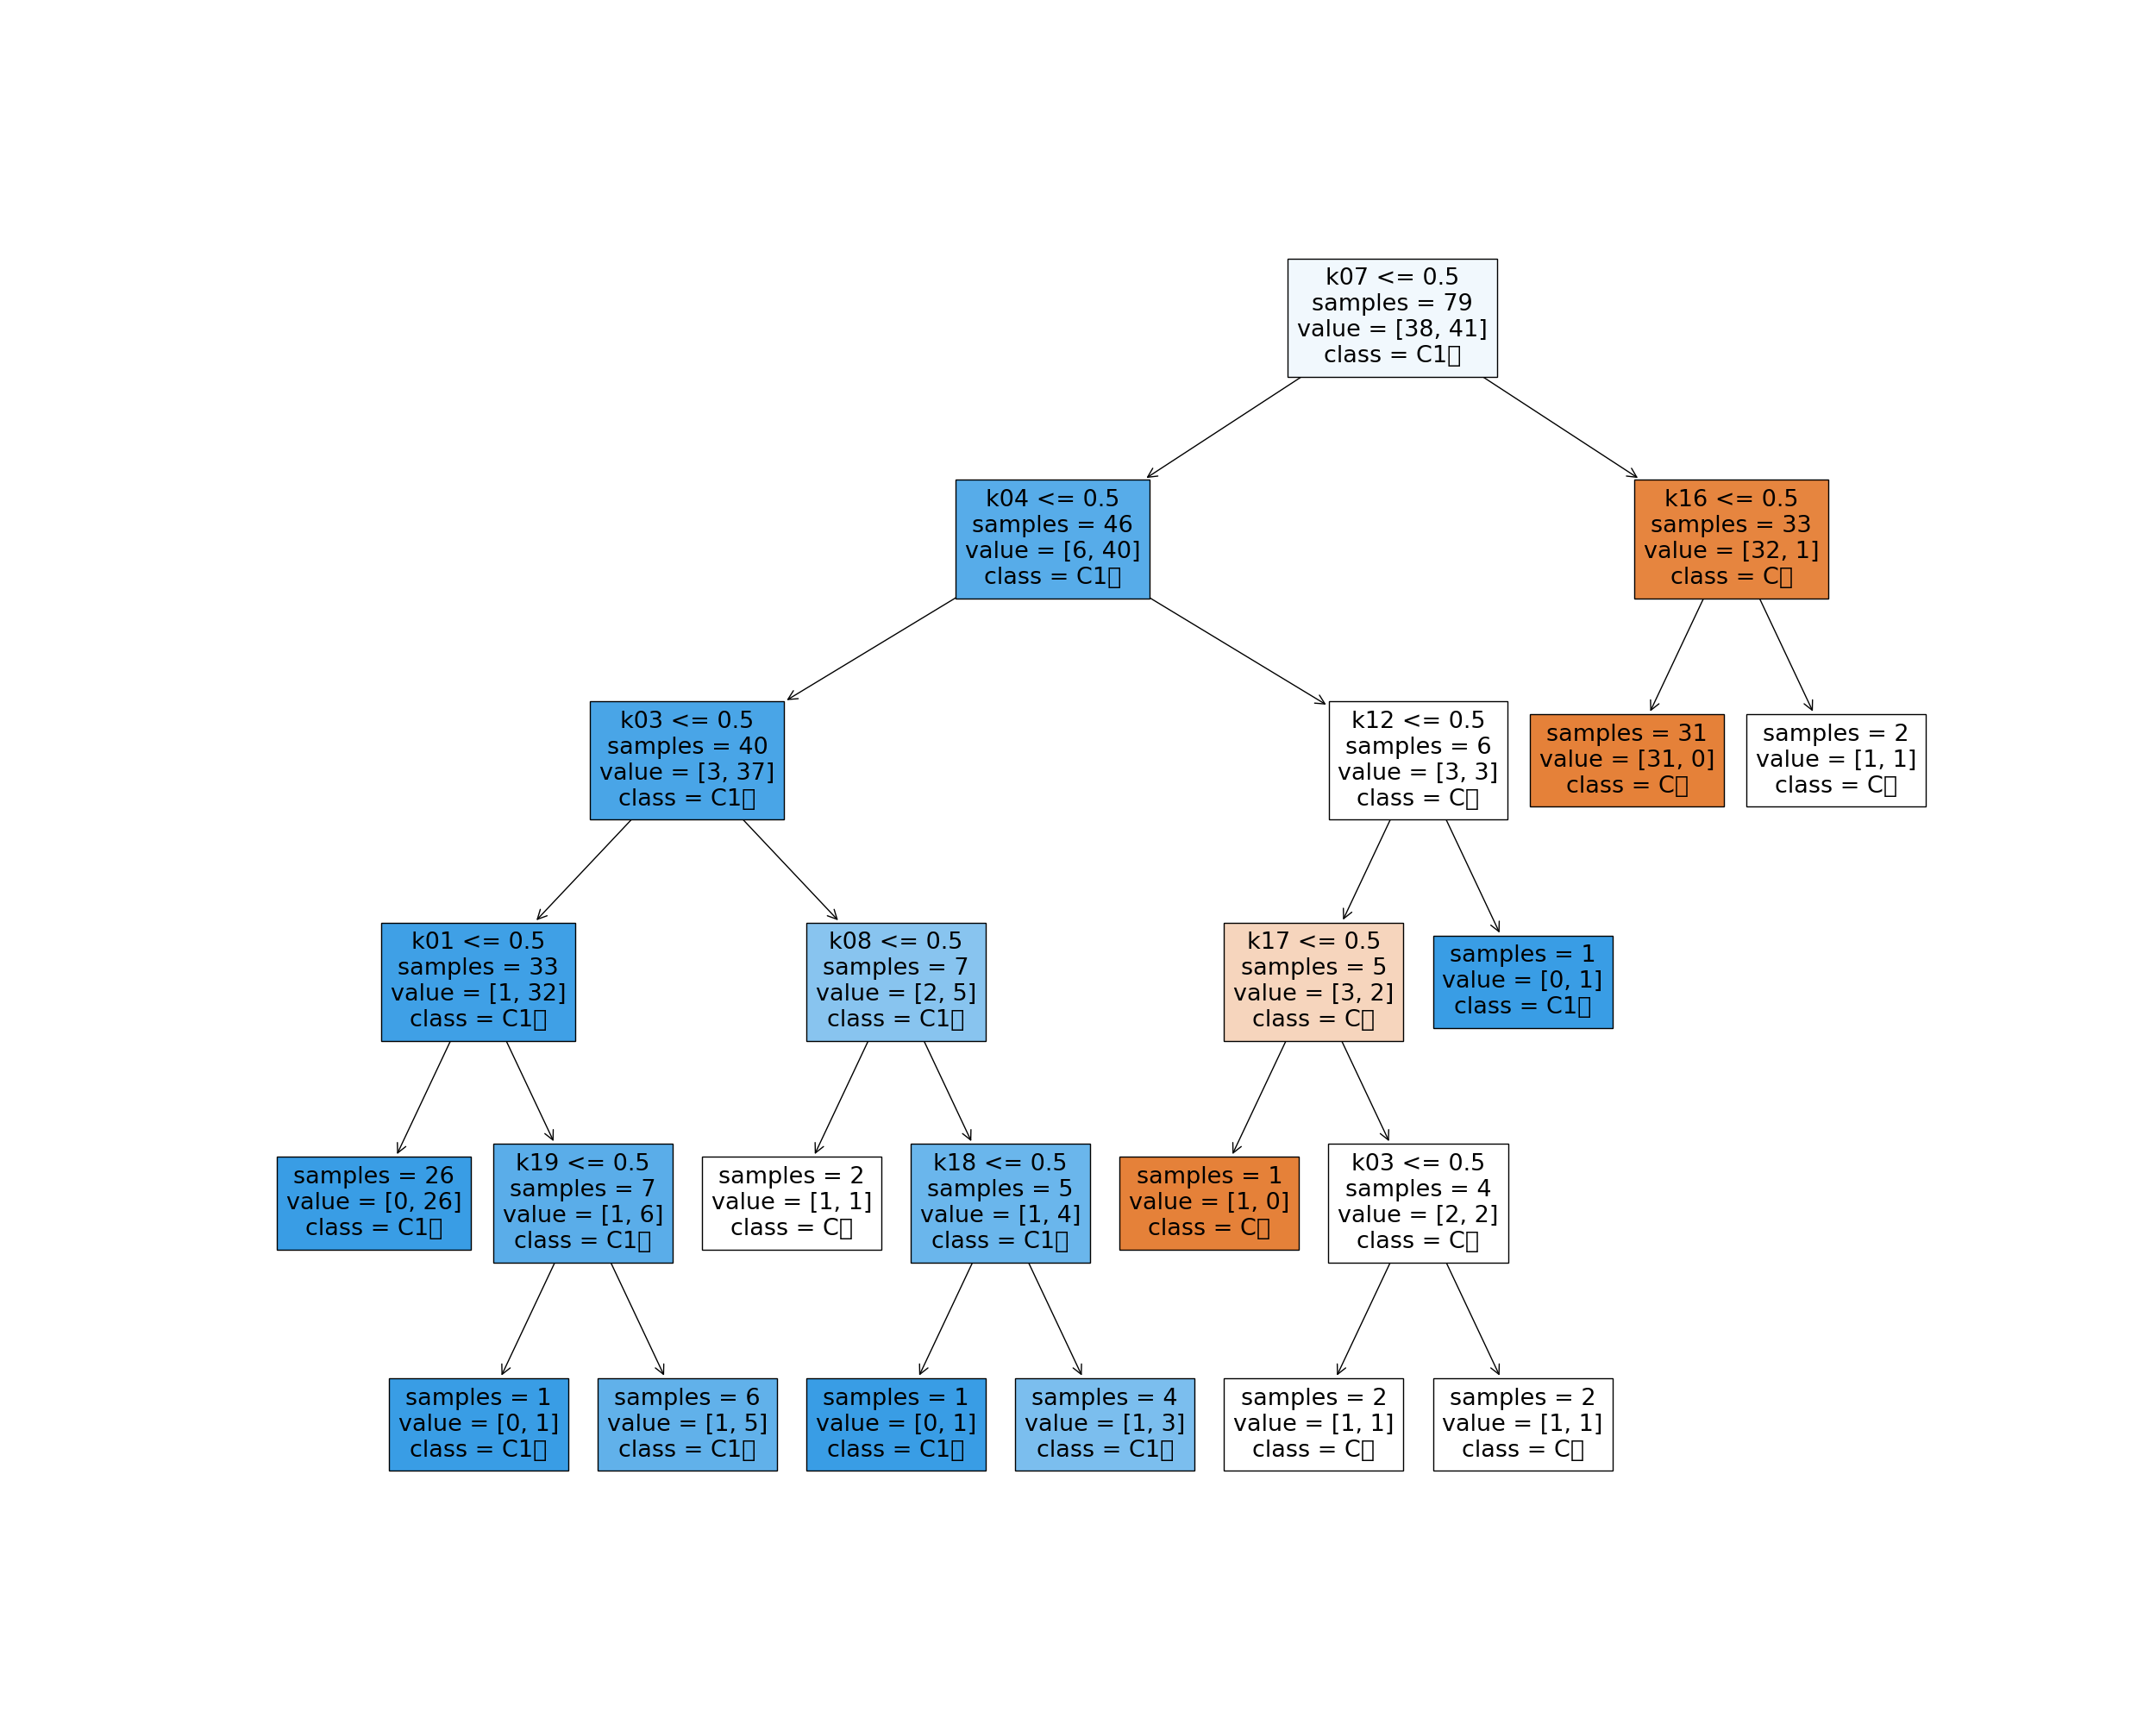 k07 <= 0.5
samples = 79
value = [38, 41]
class = C1
k04 <= 0.5
samples = 46
value = [6, 40]
class = C1
k16 <= 0.5
samples = 33
value = [32, 1]
class = C
k03 <= 0.5
samples = 40
value = [3, 37]
class = C1
k12 <= 0.5
samples = 6
value = [3, 3]
class = C
samples = 31
value = [31, 0]
class = C
samples = 2
value = [1, 1]
class = C
k01 <= 0.5
samples = 33
value = [1, 32]
class = C1
k08 <= 0.5
samples = 7
value = [2, 5]
class = C1
k17 <= 0.5
samples = 5
value = [3, 2]
class = C
samples = 1
value = [0, 1]
class = C1
samples = 26
value = [0, 26]
class = C1
k19 <= 0.5
samples = 7
value = [1, 6]
class = C1
samples = 2
value = [1, 1]
class = C
k18 <= 0.5
samples = 5
value = [1, 4]
class = C1
samples = 1
value = [1, 0]
class = C
k03 <= 0.5
samples = 4
value = [2, 2]
class = C
samples = 1
value = [0, 1]
class = C1
samples = 6
value = [1, 5]
class = C1
samples = 1
value = [0, 1]
class = C1
samples = 4
value = [1, 3]
class = C1
samples = 2
value = [1, 1]
class = C
samples = 2
value = [1, 1]
class = C